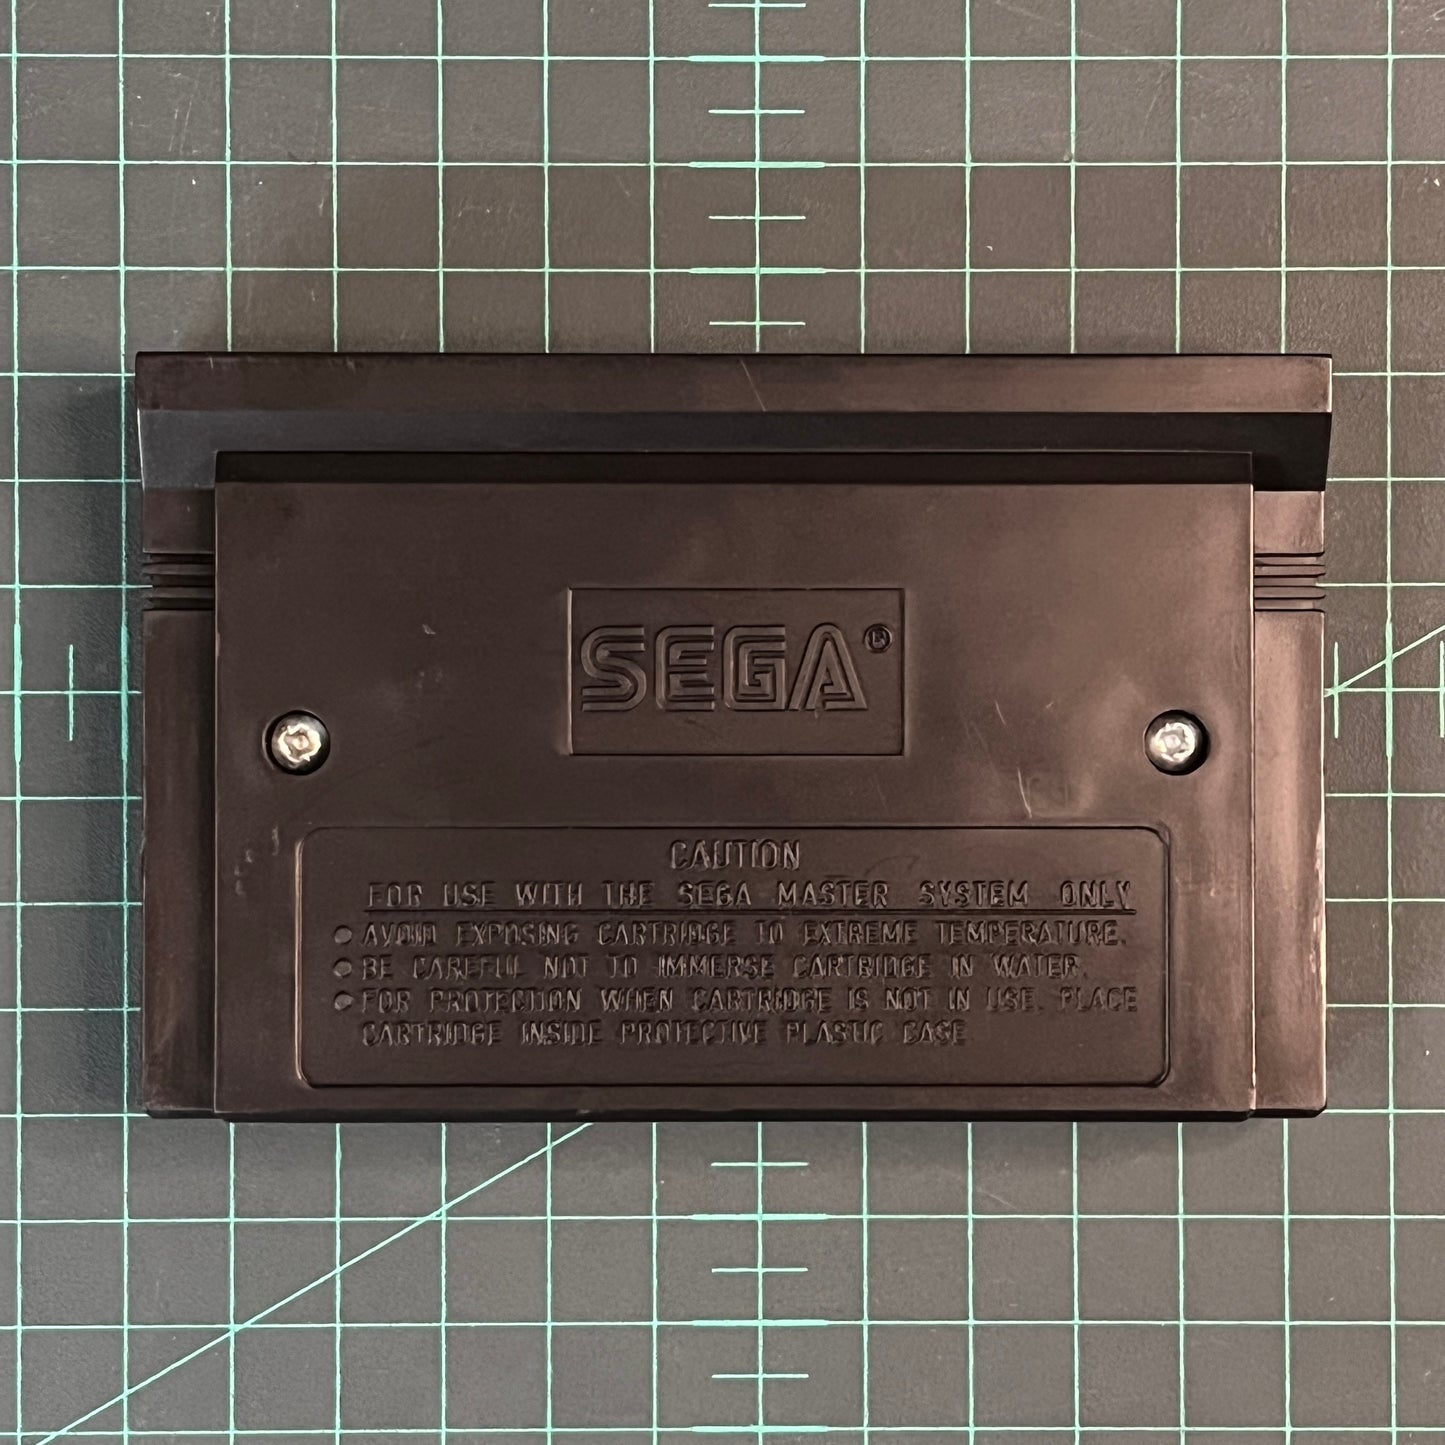 SEGA®
CAUTION
FOR USE WITH THE SEGA MASTER SYSTEM ONLY
● AVOID EXPOSING CARTRIDGE TO EXTREME TEMPERATURE.
● BE CAREFUL NOT TO IMMERSE CARTRIDGE IN WATER.
● FOR PROTECTION WHEN CARTRIDGE IS NOT IN USE. PLACE
CARTRIDGE INSIDE PROTECTIVE PLASTIC CASE